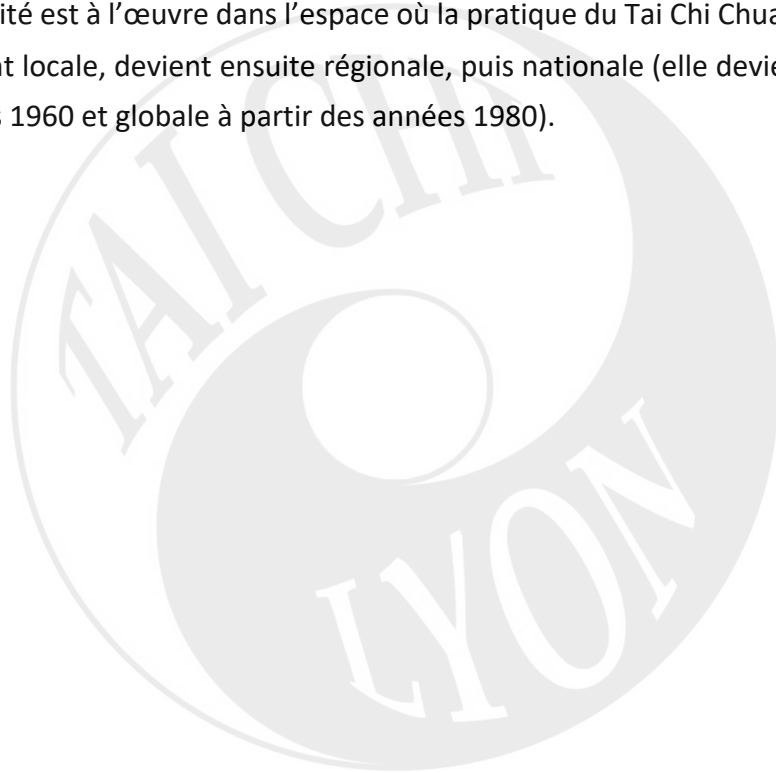 ité est à l’œuvre dans l’espace où la pratique du Tai Chi Chua
t locale, devient ensuite régionale, puis nationale (elle devie
1960 et globale à partir des années 1980).
TAI CHI
LYON